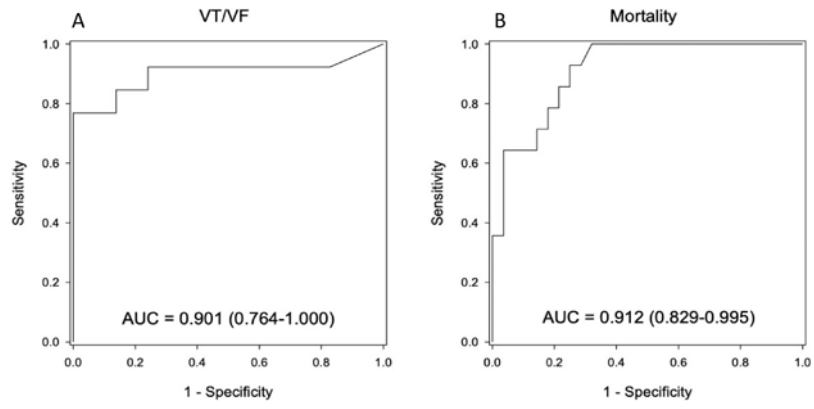 A
VT/VF
1.0
0.8
0.6
0.4
0.2
0.0
Sensitivity
AUC = 0.901 (0.764-1.000)
0.0 0.2 0.4 0.6 0.8 1.0
1 - Specificity
B
Mortality
1.0
0.8
0.6
0.4
0.2
0.0
Sensitivity
AUC = 0.912 (0.829-0.995)
0.0 0.2 0.4 0.6 0.8 1.0
1 - Specificity